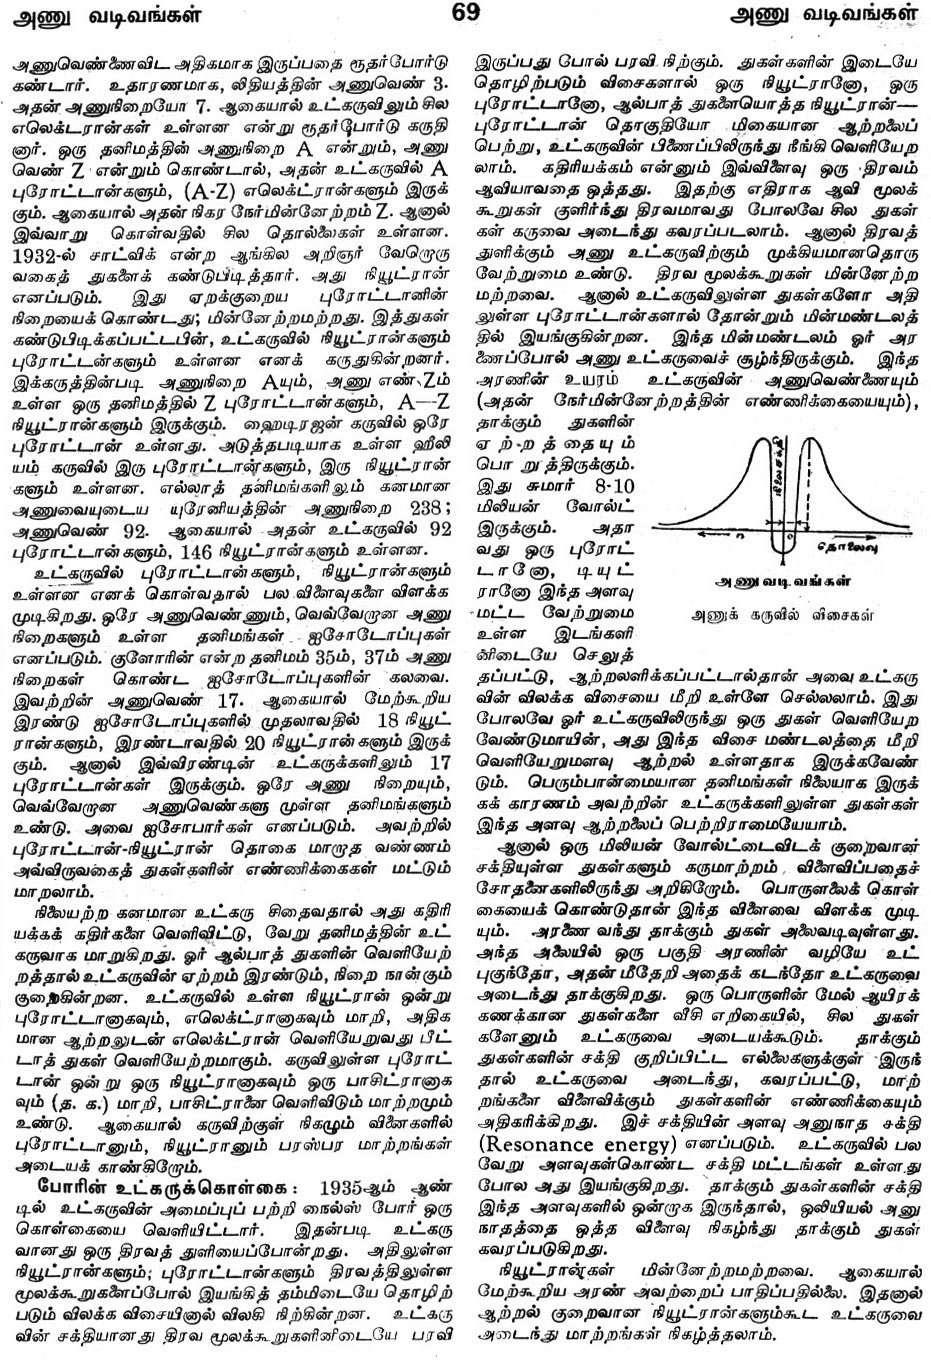 அணு வடிவங்கள்
69
அணு வடிவங்கள்
அணுவெண்ணைவிட அதிகமாக இருப்பதை ரூதர்போர்டு
கண்டார். உதாரணமாக, லிதியத்தின் அணுவெண் 3.
அதன் அணுநிறையோ 7. ஆகையால் உட்கருவிலும் சில
எலெக்டரான்கள் உள்ளன என்று ரூதர்போர்டு கருதி
னார். ஒரு தனிமத்தின் அணுநிறை A என்றும், அணு
வெண் Z என்றும் கொண்டால், அதன் உட்கருவில் A
புரோட்டான்களும், (A-Z) எலெக்ட்ரான்களும் இருக்
கும். ஆகையால் அதன் நிகர நேர்மின்னேற்றம் Z. ஆனால்
இவ்வாறு கொள்வதில் சில தொல்லைகள் உள்ளன.
1932-ல் சாட்விக் என்ற ஆங்கில அறிஞர் வேறொரு
வகைத் துகளைக் கண்டுபிடித்தார். அது நியூட்ரான்
எனப்படும். இது ஏறக்குறைய புரோட்டானின்
நிறையைக் கொண்டது; மின்னேற்றமற்றது. இத்துகள்
கண்டுபிடிக்கப்பட்டபின், உட்கருவில் நியூட்ரான்களும்
புரோட்டன்களும் உள்ளன எனக் கருதுகின்றனர்.
இக்கருத்தின்படி அணுநிறை Aயும், அணு எண் Zம்
உள்ள ஒரு தனிமத்தில் Z புரோட்டான்களும், A—Z
நியூட்ரான்களும் இருக்கும். ஹைடிரஜன் கருவில் ஒரே
புரோட்டான் உள்ளது. அடுத்தபடியாக உள்ள ஹீலி
யம் கருவில் இரு புரோட்டான்களும், இரு நியூட்ரான்
களும் உள்ளன. எல்லாத் தனிமங்களிலும் கனமான
அணுவையுடைய யுரேனியத்தின் அணுநிறை 238;
அணுவெண் 92. ஆகையால் அதன் உட்கருவில் 92
புரோட்டான்களும், 146 நியூட்ரான்களும் உள்ளன.
உட்கருவில் புரோட்டான்களும், நியூட்ரான்களும்
உள்ளன எனக் கொள்வதால் பல விளைவுகளை விளக்க
முடிகிறது. ஒரே அணுவெண்ணும், வெவ்வேறான அணு
நிறைகளும் உள்ள தனிமங்கள் ஐசோடோப்புகள்
எனப்படும். குளோரின் என்ற தனிமம் 35ம், 37ம் அணு
நிறைகள் கொண்ட ஐசோடோப்புகளின் கலவை.
இவற்றின் அணுவெண் 17. ஆகையால் மேற்கூறிய
இரண்டு ஐசோடோப்புகளில் முதலாவதில் 18 நியூட்
ரான்களும், இரண்டாவதில் 20 நியூட்ரான்களும் இருக்
கும். ஆனால் இவ்விரண்டின் உட்கருக்களிலும் 17
புரோட்டான்கள் இருக்கும். ஒரே அணு நிறையும்,
வெவ்வேறான அணுவெண்களு முள்ள தனிமங்களும்
உண்டு. அவை ஐசோபார்கள் எனப்படும். அவற்றில்
புரோட்டான்-நியூட்ரான் தொகை மாறாத வண்ணம்
அவ்விருவகைத் துகள்களின் எண்ணிக்கைகள் மட்டும்
மாறலாம்.
நிலையற்ற கனமான உட்கரு சிதைவதால் அது கதிரி
யக்கக் கதிர்களை வெளிவிட்டு, வேறு தனிமத்தின் உட்
கருவாக மாறுகிறது. ஓர் ஆல்பாத் துகளின் வெளியேற்
றத்தால் உட்கருவின் ஏற்றம் இரண்டும், நிறை நான்கும்
குறைகின்றன. உட்கருவில் உள்ள நியூட்ரான் ஒன்று
புரோட்டானாகவும், எலெக்ட்ரானாகவும் மாறி, அதிக
மான ஆற்றலுடன் எலெக்ட்ரான் வெளியேறுவது பீட்
டாத் துகள் வெளியேற்றமாகும். கருவிலுள்ள புரோட்
டான் ஒன்று ஒரு நியூட்ரானாகவும் ஒரு பாசிட்ரானாக
வும் (த. க.) மாறி, பாசிட்ரானை வெளிவிடும் மாற்றமும்
உண்டு. ஆகையால் கருவிற்குள் நிகழும் வினைகளில்
புரோட்டானும், நியூட்ரானும் பரஸ்பர மாற்றங்கள்
அடையக் காண்கிறோம்.
போரின் உட்கருக்கொள்கை: 1935ஆம் ஆண்
டில் உட்கருவின் அமைப்புப் பற்றி நைல்ஸ் போர் ஒரு
கொள்கையை வெளியிட்டார். இதன்படி உட்கரு
வானது ஒரு திரவத் துளியைப்போன்றது. அதிலுள்ள
நியூட்ரான்களும்; புரோட்டான்களும் திரவத்திலுள்ள
மூலக்கூறுகளைப்போல் இயங்கித் தம்மிடையே தொழிற்
படும் விலக்க விசையினால் விலகி நிற்கின்றன. உட்கரு
வின் சக்தியானது திரவ மூலக்கூறுகளினிடையே பரவி
இருப்பது போல் பரவி நிற்கும். துகள்களின் இடையே
தொழிற்படும் விசைகளால் ஒரு நியூட்ரானோ, ஒரு
புரோட்டானோ, ஆல்பாத் துகளையொத்த நியூட்ரான்—
புரோட்டான் தொகுதியோ மிகையான ஆற்றலைப்
பெற்று, உட்கருவின் பிணைப்பிலிருந்து நீங்கி வெளியேற
லாம். கதிரியக்கம் என்னும் இவ்விளைவு ஒரு திரவம்
ஆவியாவதை ஒத்தது. இதற்கு எதிராக ஆவி மூலக்
கூறுகள் குளிர்ந்து திரவமாவது போலவே சில துகள்
கள் கருவை அடைந்து கவரப்படலாம். ஆனால் திரவத்
துளிக்கும் அணு உட்கருவிற்கும் முக்கியமானதொரு
வேற்றுமை உண்டு. திரவ மூலக்கூறுகள் மின்னேற்ற
மற்றவை. ஆனால் உட்கருவிலுள்ள துகள்களோ அதி
லுள்ள புரோட்டான்களால் தோன்றும் மின்மண்டலத்
தில் இயங்குகின்றன. இந்த மின்மண்டலம் ஓர் அர
ணைப்போல் அணு உட்கருவைச் சூழ்ந்திருக்கும். இந்த
அரணின் உயரம் உட்கருவின் அணுவெண்ணையும்
(அதன் நேர்மின்னேற்றத்தின் எண்ணிக்கையையும்),
தாக்கும் துகளின்
ஏற்றத்தையும்
பொறுத்திருக்கும்.
இது சுமார் 8-10
மிலியன் வோல்ட்
இருக்கும். அதா
வது ஒரு புரோட்
டானோ, டியுட்
ரானோ இந்த அளவு
மட்ட வேற்றுமை
உள்ள இடங்களி
னிடையே செலுத்
நிலைசக்தி
தொலைவு
அணுவடிவங்கள்
அணுக் கருவில் விசைகள்
தப்பட்டு, ஆற்றலளிக்கப்பட்டால்தான் அவை உட்கரு
வின் விலக்க விசையை மீறி உள்ளே செல்லலாம். இது
போலவே ஓர் உட்கருவிலிருந்து ஒரு துகள் வெளியேற
வேண்டுமாயின், அது இந்த விசை மண்டலத்தை மீறி
வெளியேறுமளவு ஆற்றல் உள்ளதாக இருக்கவேண்
டும். பெரும்பான்மையான தனிமங்கள் நிலையாக இருக்
கக் காரணம் அவற்றின் உட்கருக்களிலுள்ள துகள்கள்
இந்த அளவு ஆற்றலைப் பெற்றிராமையேயாம்.
ஆனால் ஒரு மிலியன் வோல்ட்டைவிடக் குறைவான
சக்தியுள்ள துகள்களும் கருமாற்றம் விளைவிப்பதைச்
சோதனைகளிலிருந்து அறிகிறோம். பொருளலைக் கொள்
கையைக் கொண்டுதான் இந்த விளைவை விளக்க முடி
யும். அரணை வந்து தாக்கும் துகள் அலைவடிவுள்ளது.
அந்த அலையில் ஒரு பகுதி அரணின் வழியே உட்
புகுந்தோ, அதன் மீதேறி அதைக் கடந்தோ உட்கருவை
அடைந்து தாக்குகிறது. ஒரு பொருளின் மேல் ஆயிரக்
கணக்கான துகள்களை வீசி எறிகையில், சில துகள்
களேனும் உட்கருவை அடையக்கூடும். தாக்கும்
துகள்களின் சக்தி குறிப்பிட்ட எல்லைகளுக்குள் இருந்
தால் உட்கருவை அடைந்து, கவரப்பட்டு, மாற்
றங்களை விளைவிக்கும் துகள்களின் எண்ணிக்கையும்
அதிகரிக்கிறது. இச் சக்தியின் அளவு அனுநாத சக்தி
(Resonance energy) எனப்படும். உட்கருவில் பல
வேறு அளவுகள்கொண்ட சக்தி மட்டங்கள் உள்ளது
போல அது இயங்குகிறது. தாக்கும் துகள்களின் சக்தி
இந்த அளவுகளில் ஒன்றாக இருந்தால், ஒலியியல் அனு
நாதத்தை ஒத்த விளைவு நிகழ்ந்து தாக்கும் துகள்
கவரப்படுகிறது.
நியூட்ரான்கள் மின்னேற்றமற்றவை. ஆகையால்
மேற்கூறிய அரண் அவற்றைப் பாதிப்பதில்லை. இதனால்
ஆற்றல் குறைவான நியூட்ரான்களும்கூட உட்கருவை
அடைந்து மாற்றங்கள் நிகழ்த்தலாம்.